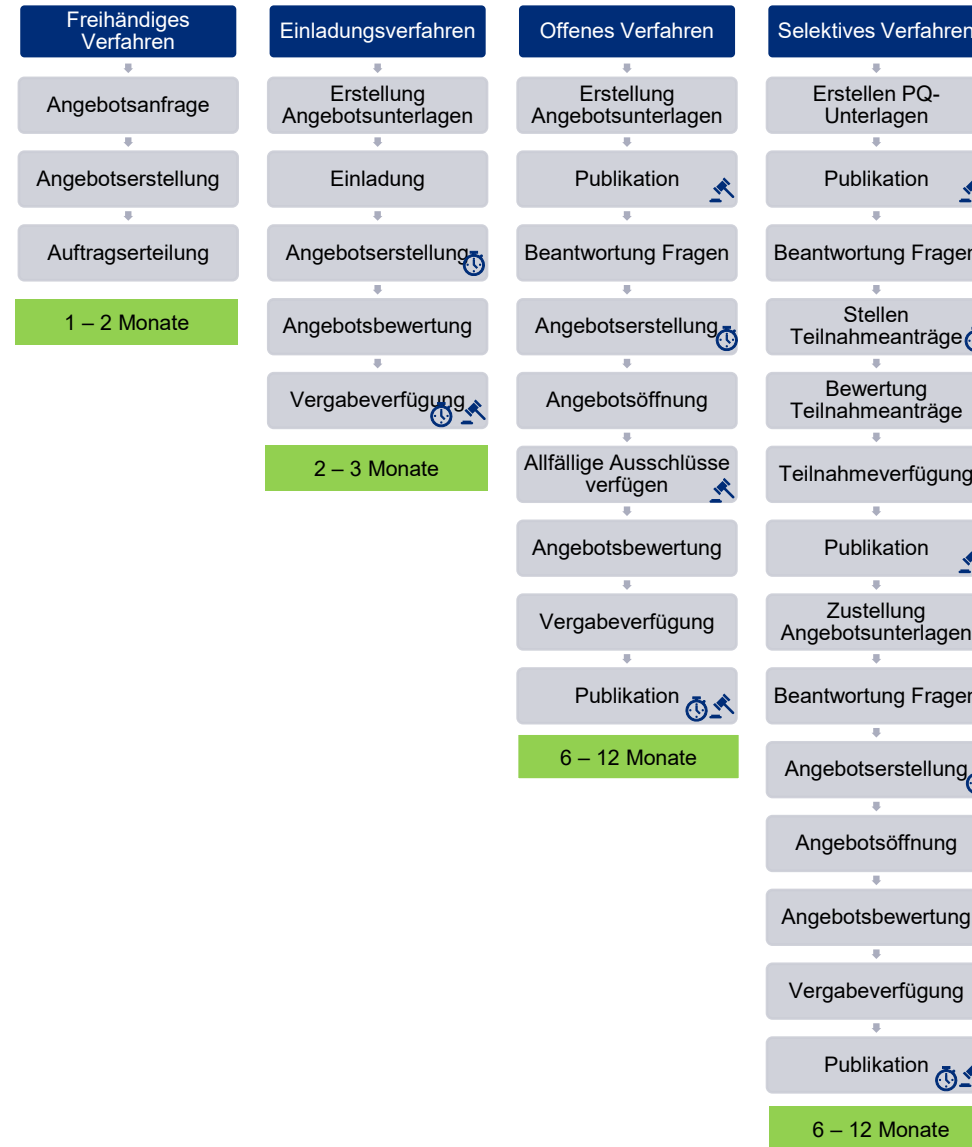 Freihändiges
Verfahren
Angebotsanfrage
Angebotserstellung
Auftragserteilung
1 – 2 Monate
Einladungsverfahren
Erstellung
Angebotsunterlagen
Einladung
Angebotserstellung
Angebotsbewertung
Vergabeverfügung
2 – 3 Monate
Offenes Verfahren
Erstellung
Angebotsunterlagen
Publikation
Beantwortung Fragen
Angebotserstellung
Angebotsöffnung
Allfällige Ausschlüsse
verfügen
Angebotsbewertung
Vergabeverfügung
Publikation
6 – 12 Monate
Selektives Verfahren
Erstellen PQ-
Unterlagen
Publikation
Beantwortung Fragen
Stellen
Teilnahmeanträge
Bewertung
Teilnahmeanträge
Teilnahmeverfügung
Publikation
Zustellung
Angebotsunterlagen
Beantwortung Fragen
Angebotserstellung
Angebotsöffnung
Angebotsbewertung
Vergabeverfügung
Publikation
6 – 12 Monate